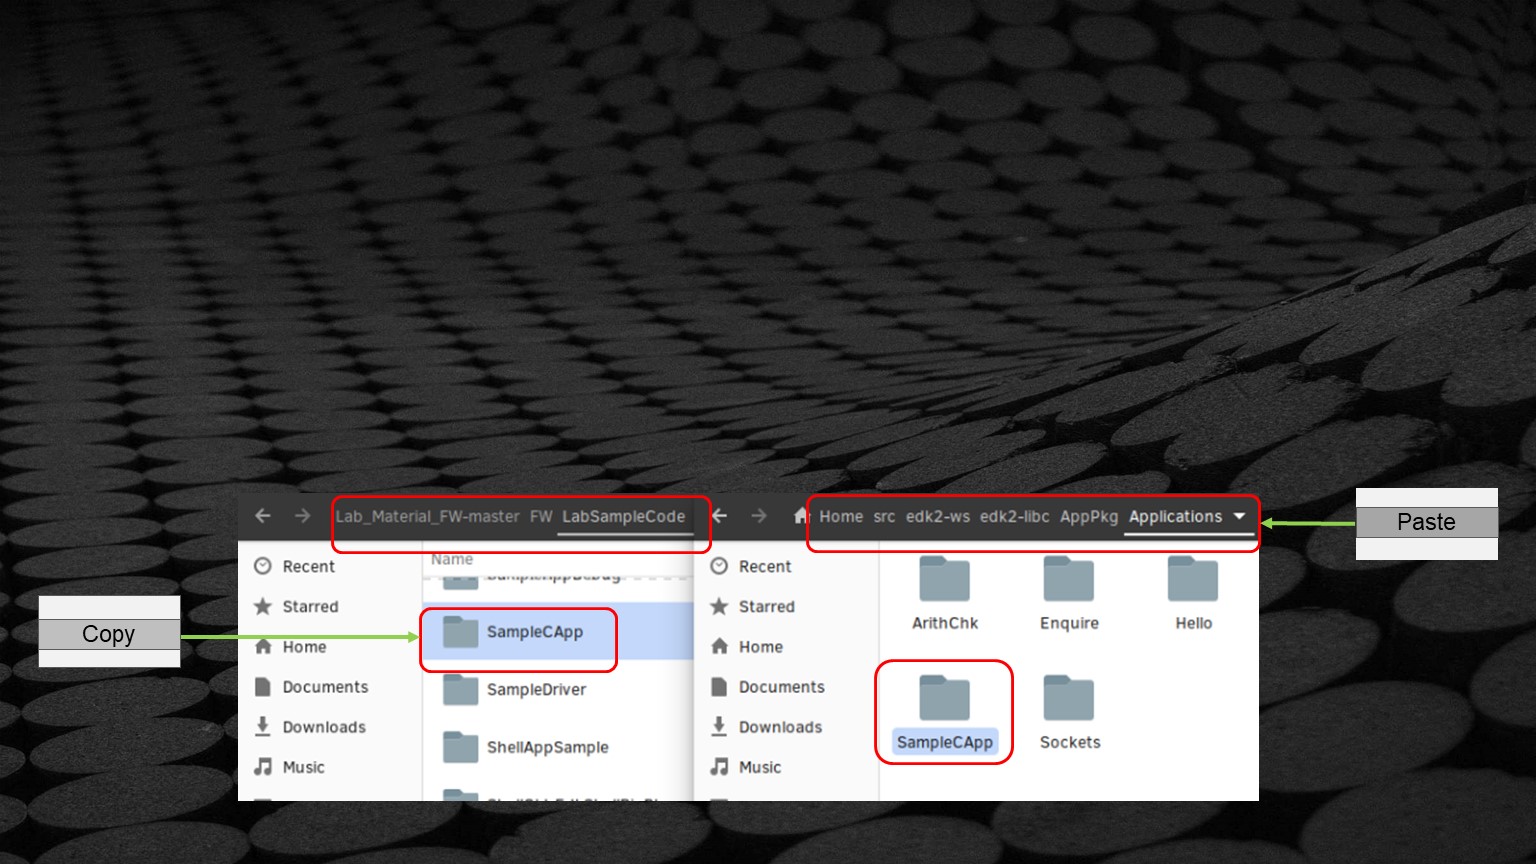 Lab_Material_FW-master FW LabSampleCode
Home src edk2-ws edk2-libc AppPkg Applications
Paste
Copy
Recent
Starred
Home
Documents
Downloads
Music
Name
SampleCApp
SampleDriver
ShellAppSample
Recent
Starred
Home
Documents
Downloads
Music
ArithChk Enquire Hello
SampleCApp Sockets